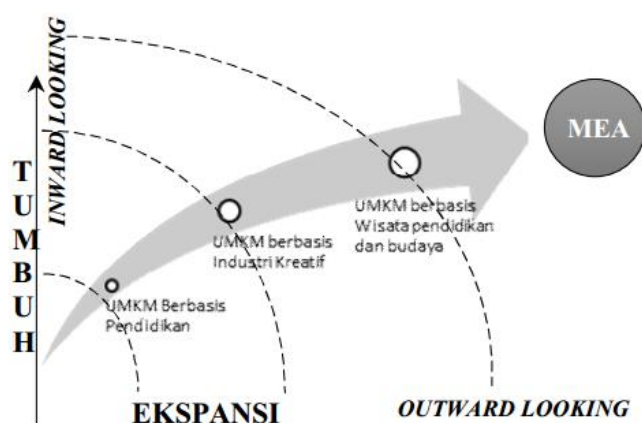 TUMBUH
INWARD LOOKING
MEA
UMKM berbasis
Wisata pendidikan
dan budaya
UMKM berbasis
Industri Kreatif
UMKM Berbasis
Pendidikan
EKSPANSI
OUTWARD LOOKING